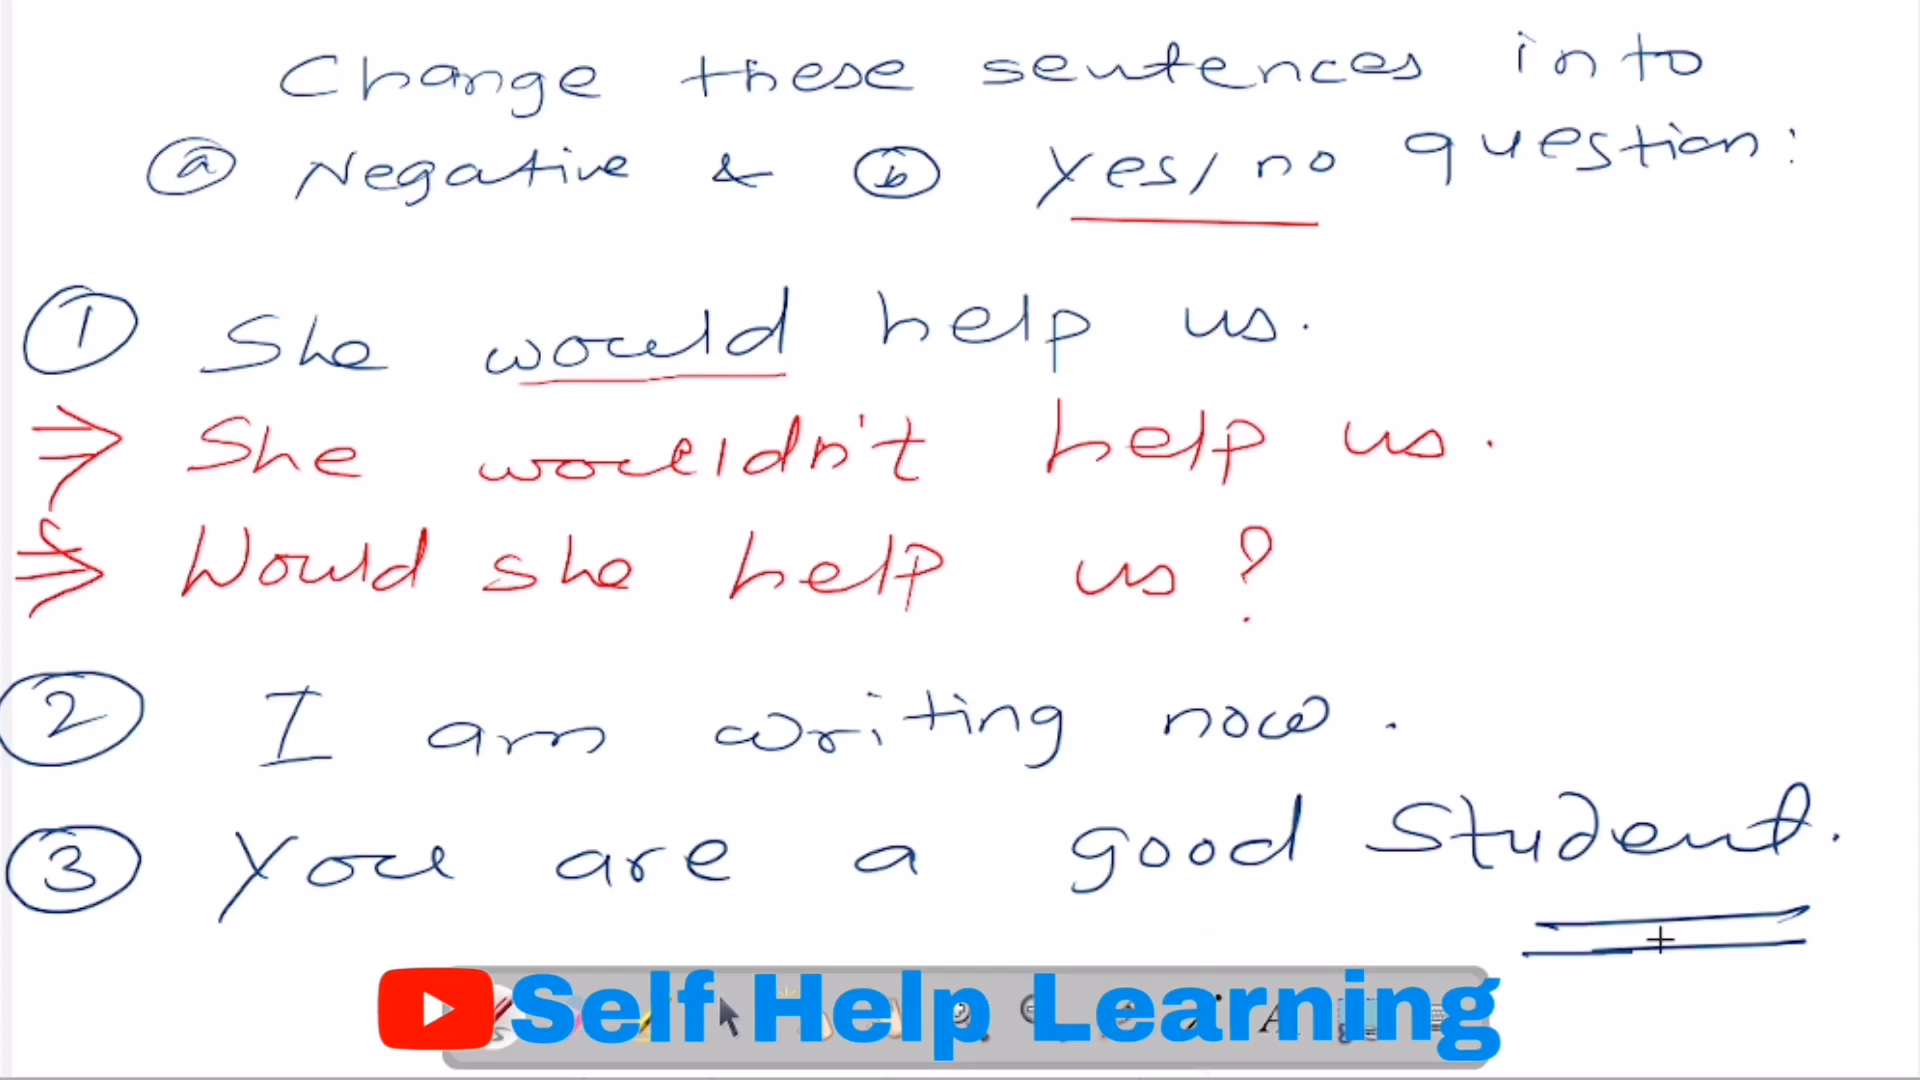 Change these sentences into
ⓐ Negative & ⓑ Yes/no question:
① She would help us.
⇒ She wouldn't help us.
⇒ Would she help us?
② I am writing now.
③ You are a good student.
Self Help Learning